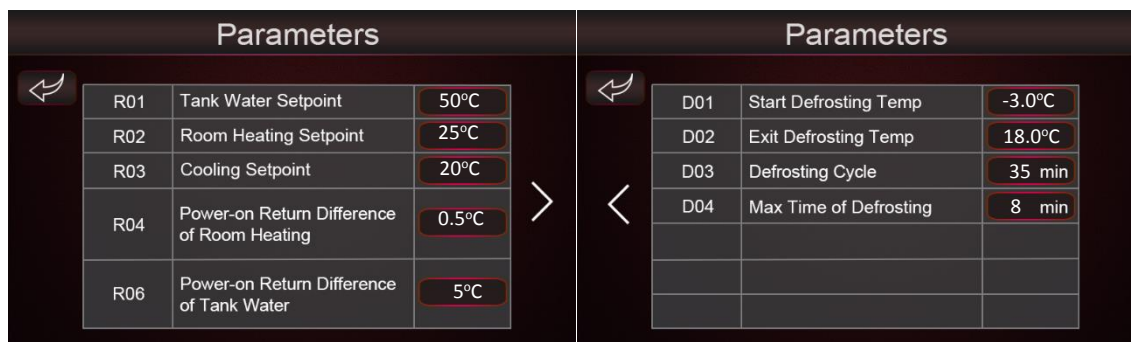 Parameters
R01 Tank Water Setpoint 50°C
R02 Room Heating Setpoint 25°C
R03 Cooling Setpoint 20°C
R04 Power-on Return Difference
of Room Heating 0.5°C
R06 Power-on Return Difference
of Tank Water 5°C
Parameters
D01 Start Defrosting Temp -3.0°C
D02 Exit Defrosting Temp 18.0°C
D03 Defrosting Cycle 35 min
D04 Max Time of Defrosting 8 min